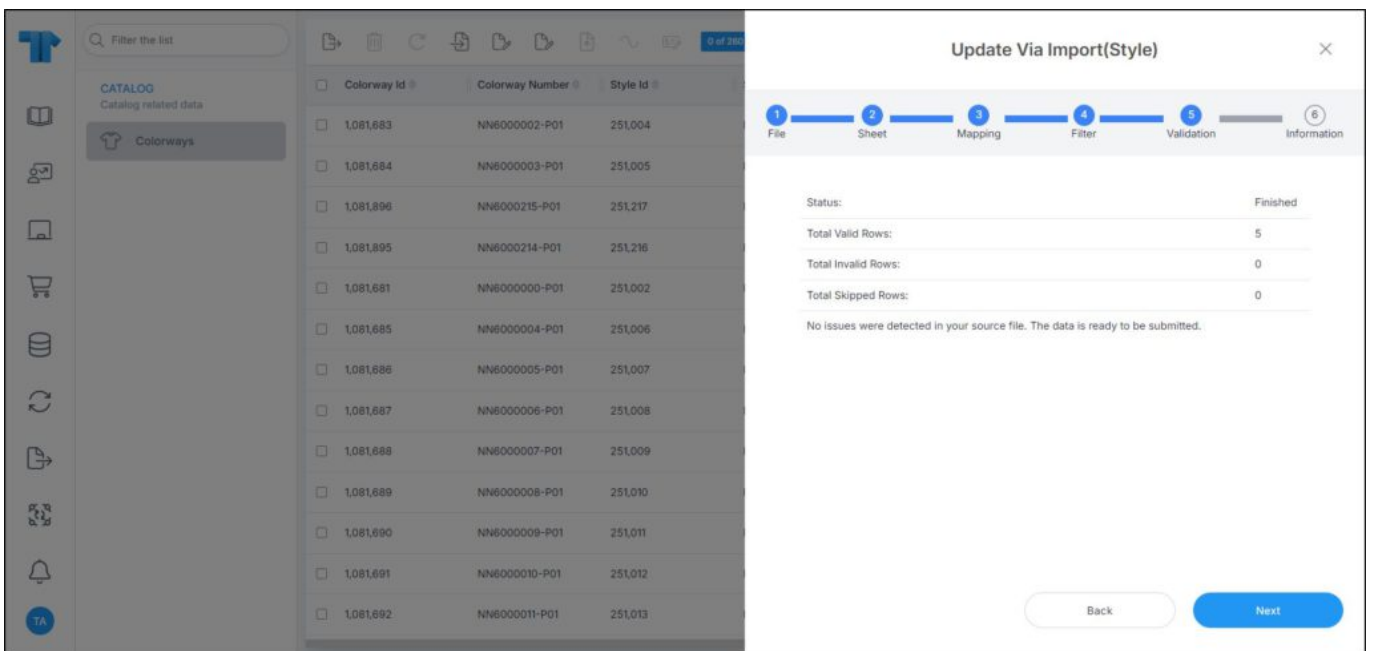 Filter the list
CATALOG
Catalog related data
Colorways
0 of 260
Colorway Id Colorway Number Style Id
1,081,683 NN6000002-P01 251,004
1,081,684 NN6000003-P01 251,005
1,081,896 NN6000215-P01 251,217
1,081,895 NN6000214-P01 251,216
1,081,681 NN6000000-P01 251,002
1,081,685 NN6000004-P01 251,006
1,081,686 NN6000005-P01 251,007
1,081,687 NN6000006-P01 251,008
1,081,688 NN6000007-P01 251,009
1,081,689 NN6000008-P01 251,010
1,081,690 NN6000009-P01 251,011
1,081,691 NN6000010-P01 251,012
1,081,692 NN6000011-P01 251,013
TA
Update Via Import(Style)
1 2 3 4 5 6
File Sheet Mapping Filter Validation Information
Status: Finished
Total Valid Rows: 5
Total Invalid Rows: 0
Total Skipped Rows: 0
No issues were detected in your source file. The data is ready to be submitted.
Back Next